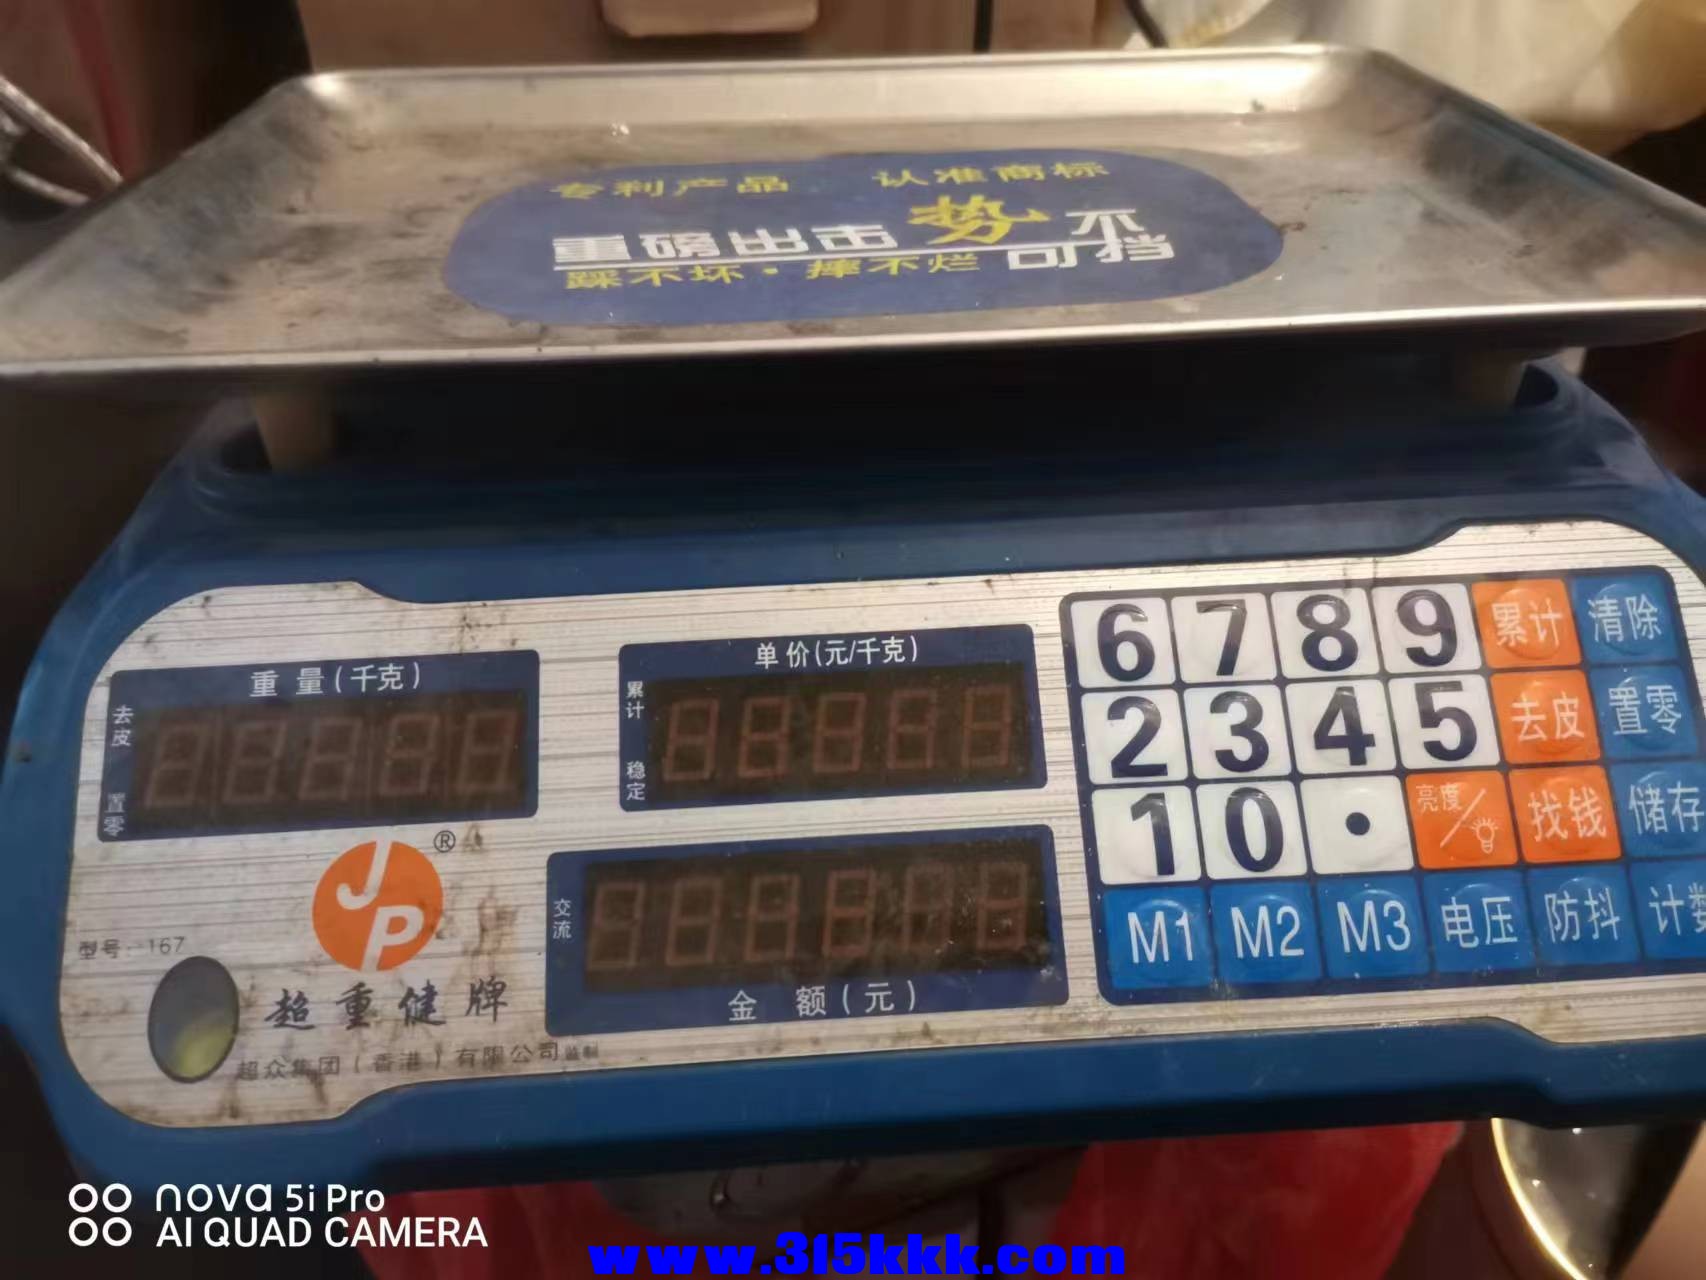 专利产品 认准商标
重磅出击 势不可挡
踩不坏·摔不烂
重量(千克)
去皮
置零
单价(元/千克)
累计
稳定
6 7 8 9 累计 清除
2 3 4 5 去皮 置零
1 0 · 亮度/ 找钱 储存
M1 M2 M3 电压 防抖 计数
JP®
型号: 167
超重健牌
超众集团(香港)有限公司监制
交流
金额(元)
nova 5i Pro
AI QUAD CAMERA
www.315kkk.com